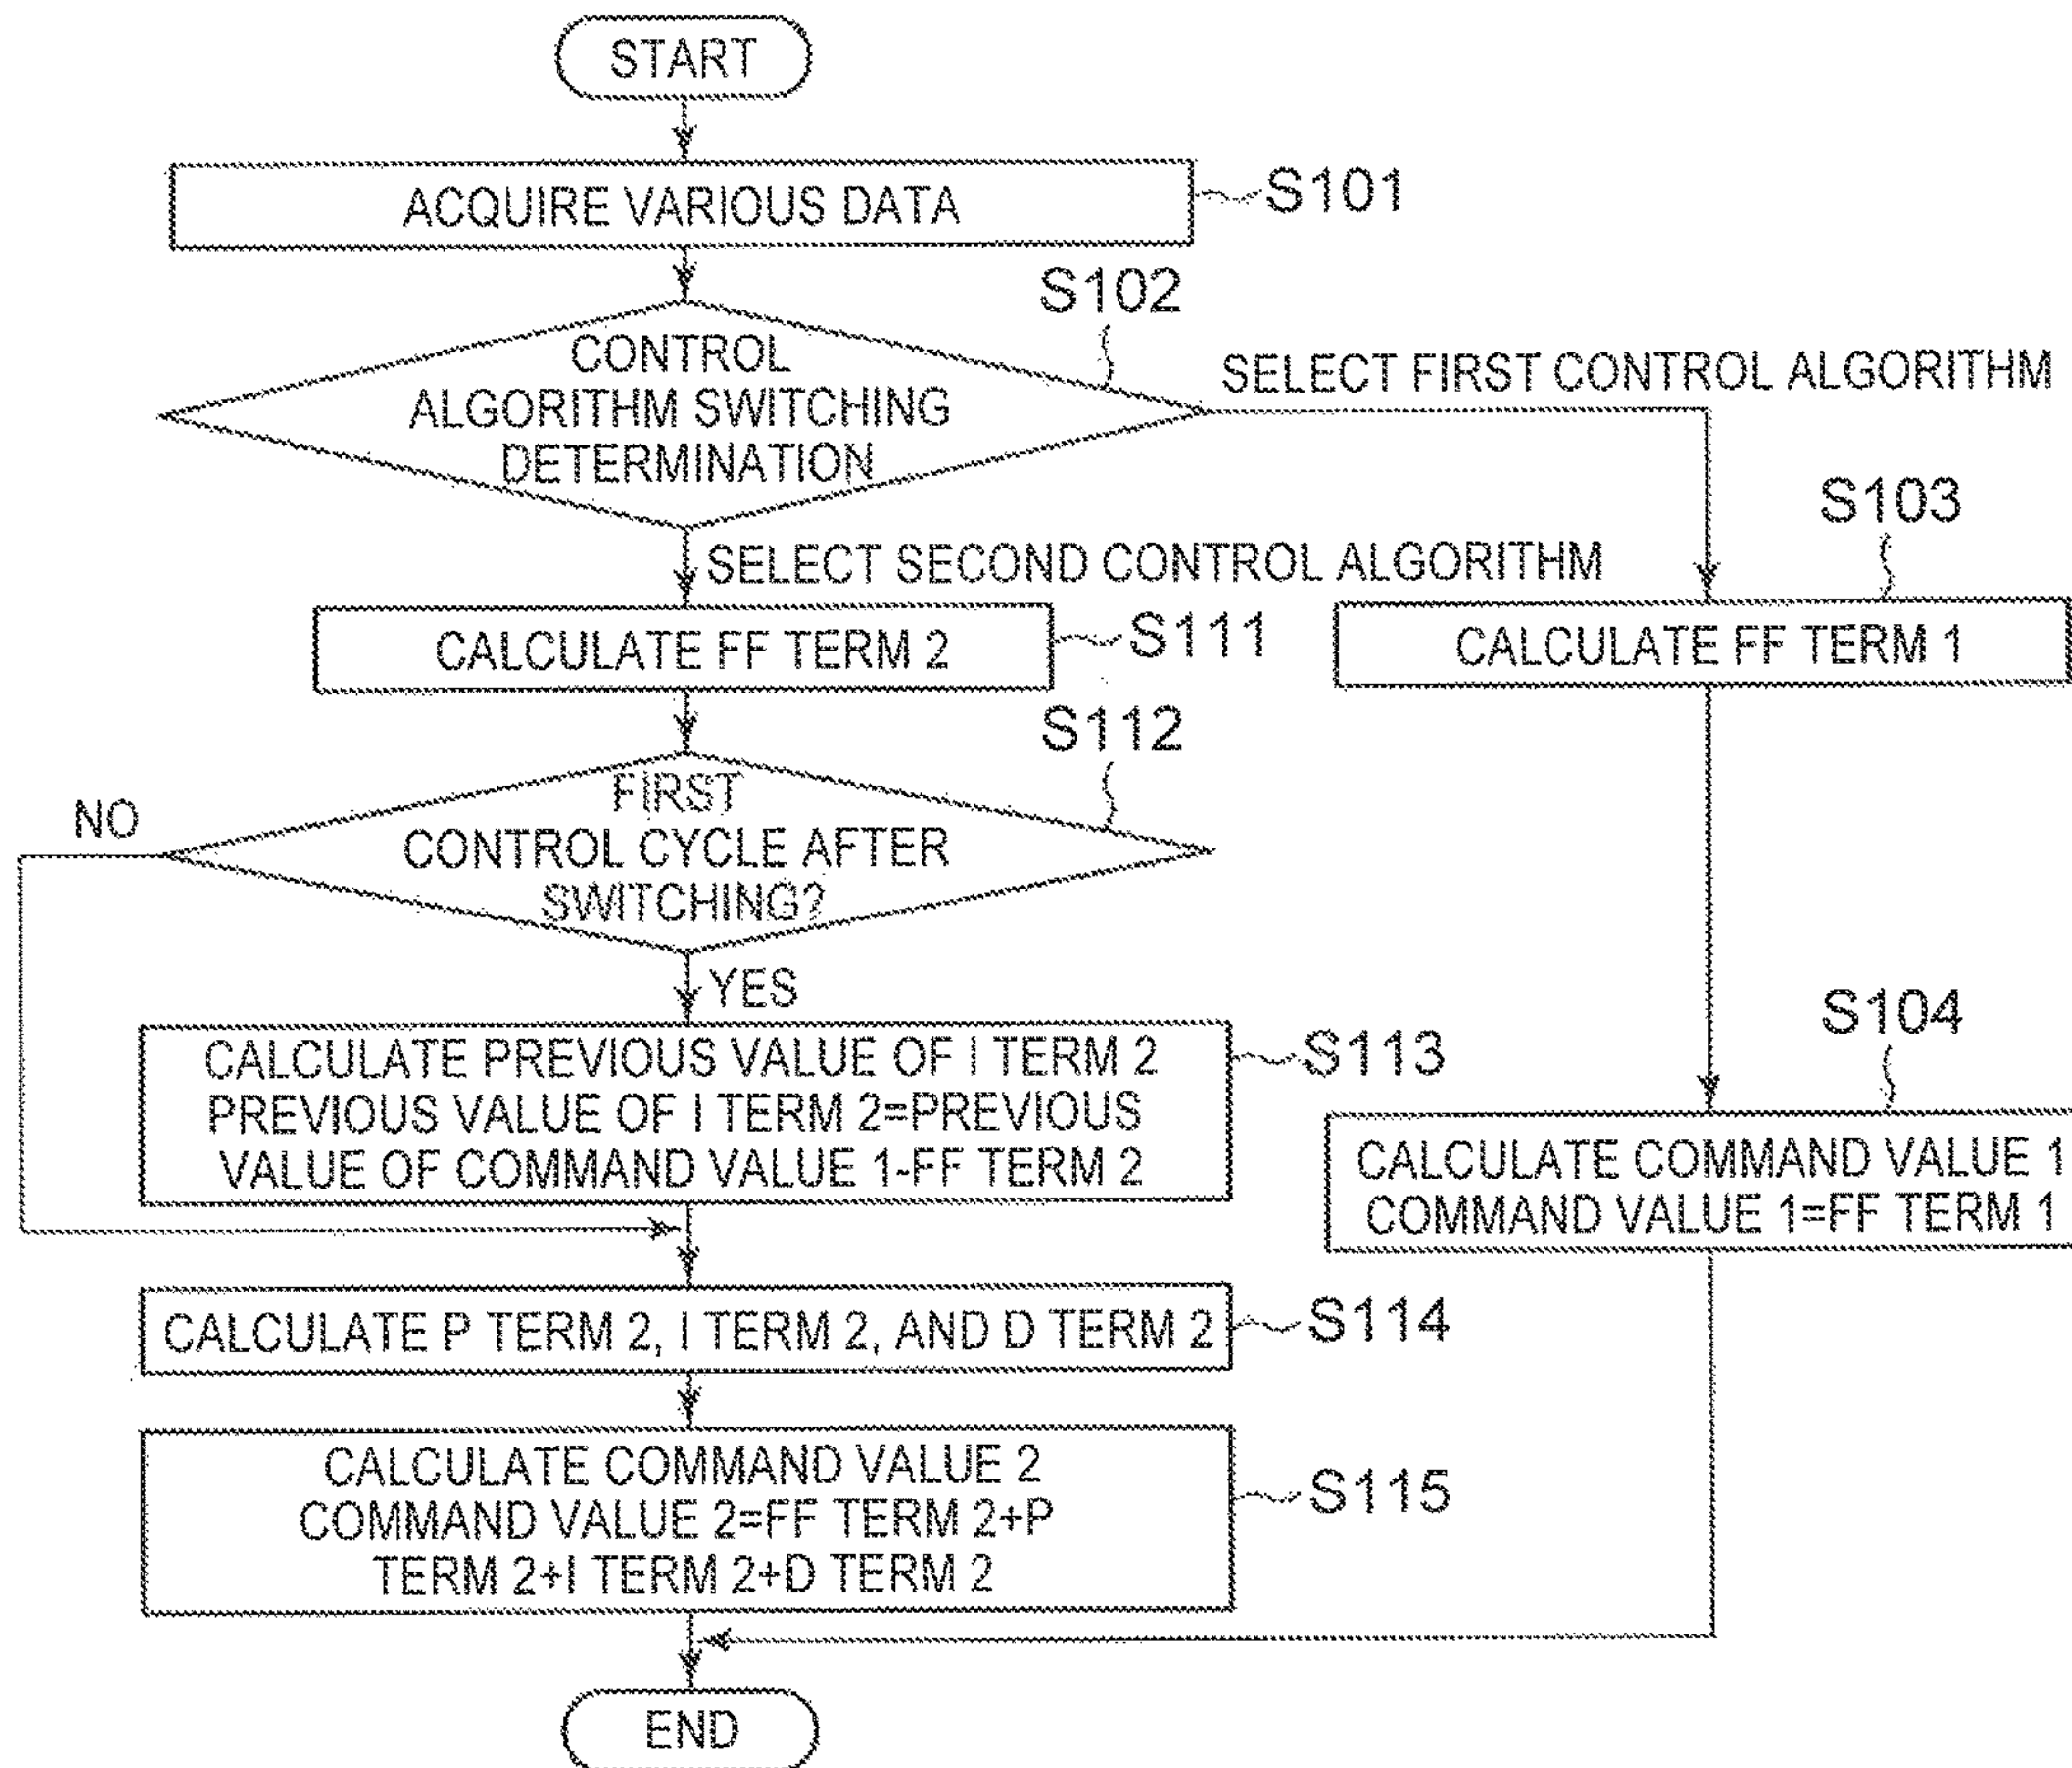 START
ACQUIRE VARIOUS DATA
S101
S102
CONTROL
ALGORITHM SWITCHING
DETERMINATION
SELECT FIRST CONTROL ALGORITHM
SELECT SECOND CONTROL ALGORITHM
S103
CALCULATE FF TERM 2
S111
CALCULATE FF TERM 1
S112
FIRST
CONTROL CYCLE AFTER
SWITCHING?
NO
YES
CALCULATE PREVIOUS VALUE OF I TERM 2
PREVIOUS VALUE OF I TERM 2=PREVIOUS
VALUE OF COMMAND VALUE 1-FF TERM 2
S113
S104
CALCULATE COMMAND VALUE 1
COMMAND VALUE 1=FF TERM 1
CALCULATE P TERM 2, I TERM 2, AND D TERM 2
S114
CALCULATE COMMAND VALUE 2
COMMAND VALUE 2=FF TERM 2+P
TERM 2+I TERM 2+D TERM 2
S115
END